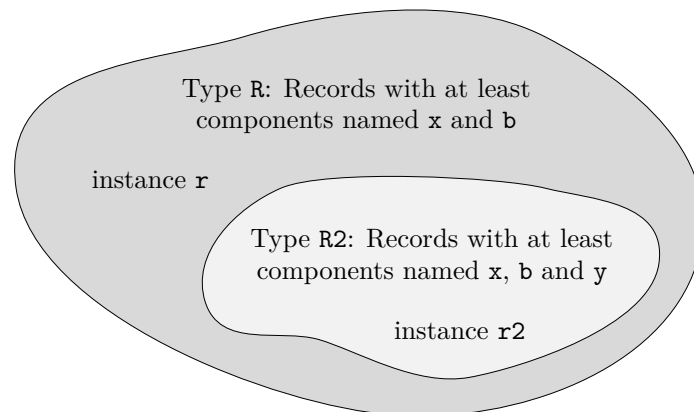 Type R: Records with at least
components named x and b
instance r
Type R2: Records with at least
components named x, b and y
instance r2